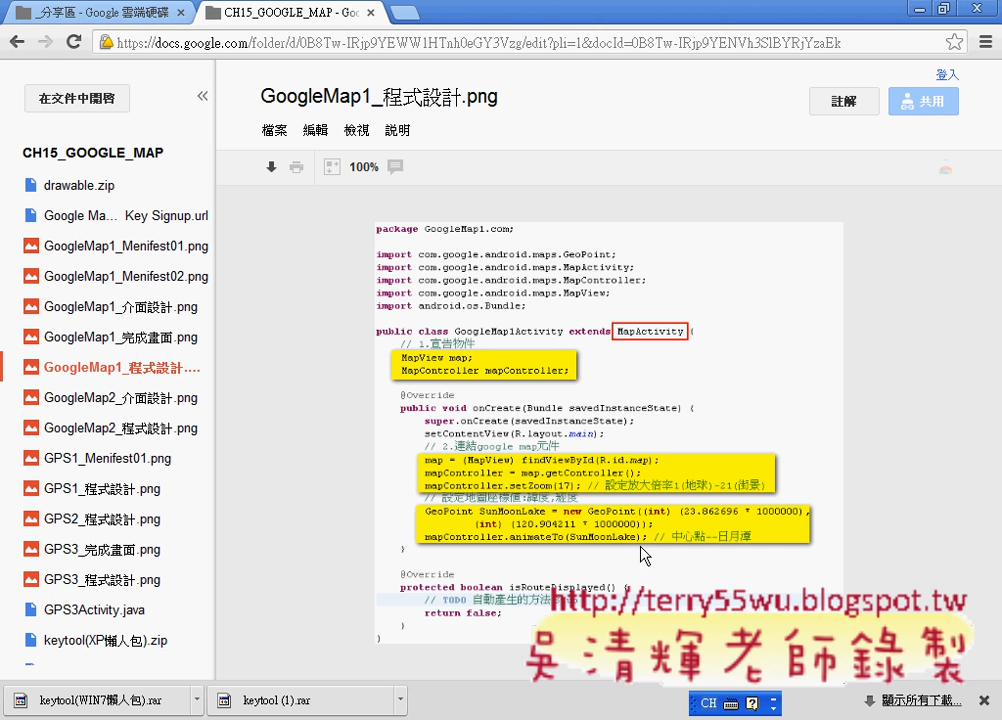 _分享區 - Google 雲端硬碟
CH15_GOOGLE_MAP - Goo
https://docs.google.com/folder/d/0B8Tw-IRjp9YEWW1HTnh0eGY3Vzg/edit?pli=1&docId=0B8Tw-IRjp9YENVh3SlBYRjYzaEk
登入
在文件中開啓
GoogleMap1_程式設計.png
註解
共用
檔案 編輯 檢視 說明
100%
CH15_GOOGLE_MAP
drawable.zip
Google Ma... Key Signup.url
GoogleMap1_Menifest01.png
GoogleMap1_Menifest02.png
GoogleMap1_介面設計.png
GoogleMap1_完成畫面.png
GoogleMap1_程式設計....
GoogleMap2_介面設計.png
GoogleMap2_程式設計.png
GPS1_Menifest01.png
GPS1_程式設計.png
GPS2_程式設計.png
GPS3_完成畫面.png
GPS3_程式設計.png
GPS3Activity.java
keytool(XP懶人包).zip
package GoogleMap1.com;
import com.google.android.maps.GeoPoint;
import com.google.android.maps.MapActivity;
import com.google.android.maps.MapController;
import com.google.android.maps.MapView;
import android.os.Bundle;
public class GoogleMap1Activity extends MapActivity {
// 1.宣告物件
MapView map;
MapController mapController;
@Override
public void onCreate(Bundle savedInstanceState) {
super.onCreate(savedInstanceState);
setContentView(R.layout.main);
// 2.連結google map元件
map = (MapView) findViewById(R.id.map);
mapController = map.getController();
mapController.setZoom(17); // 設定放大倍率1(地球)-21(街景)
// 設定地圖座標値:緯度,經度
GeoPoint SunMoonLake = new GeoPoint((int) (23.862696 * 1000000),
(int) (120.904211 * 1000000));
mapController.animateTo(SunMoonLake); // 中心點--日月潭
}
@Override
protected boolean isRouteDisplayed() {
// TODO 自動產生的方法
return false;
}
}
http://terry55wu.blogspot.tw
吳清輝老師錄製
keytool(WIN7懶人包).rar
keytool (1).rar
CH
顯示所有下載...